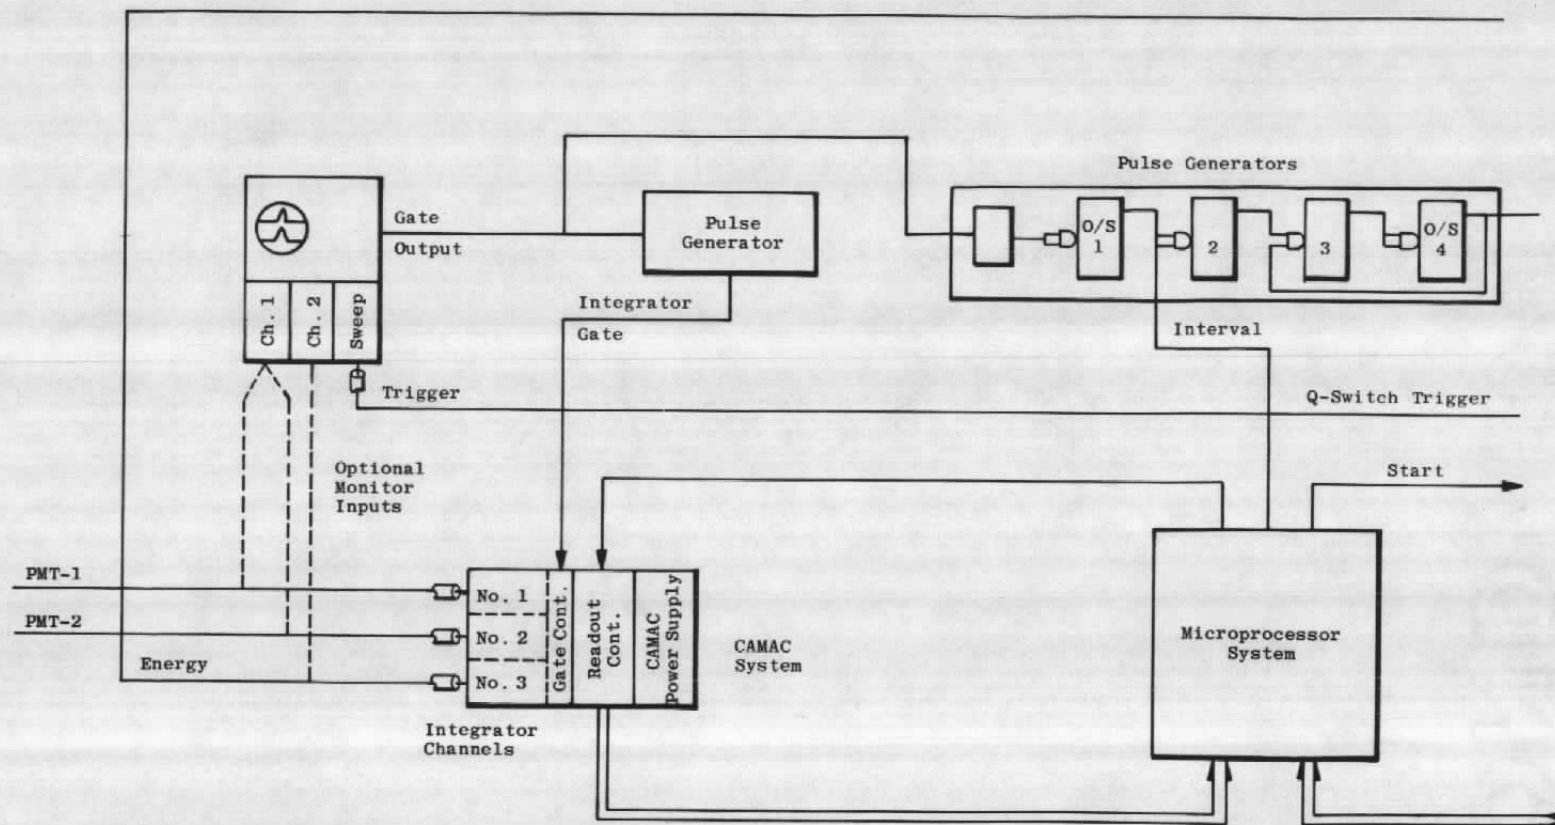 Pulse Generators
Gate
Output
Pulse
Generator
O/S
1
2
3
O/S
4
Ch. 1
Ch. 2
Sweep
Integrator
Gate
Interval
Trigger
Q-Switch Trigger
Optional
Monitor
Inputs
Start
PMT-1
PMT-2
Energy
No. 1
No. 2
No. 3
Gate Cont.
Readout
Cont.
CAMAC
Power Supply
CAMAC
System
Microprocessor
System
Integrator
Channels